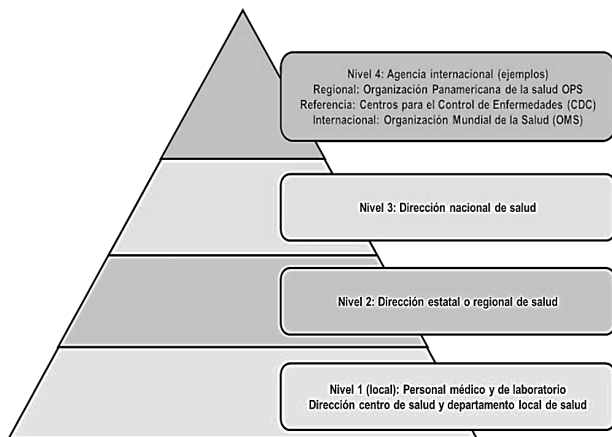 Nivel 4: Agencia internacional (ejemplos)
Regional: Organización Panamericana de la salud OPS
Referencia: Centros para el Control de Enfermedades (CDC)
Internacional: Organización Mundial de la Salud (OMS)
Nivel 3: Dirección nacional de salud
Nivel 2: Dirección estatal o regional de salud
Nivel 1 (local): Personal médico y de laboratorio
Dirección centro de salud y departamento local de salud